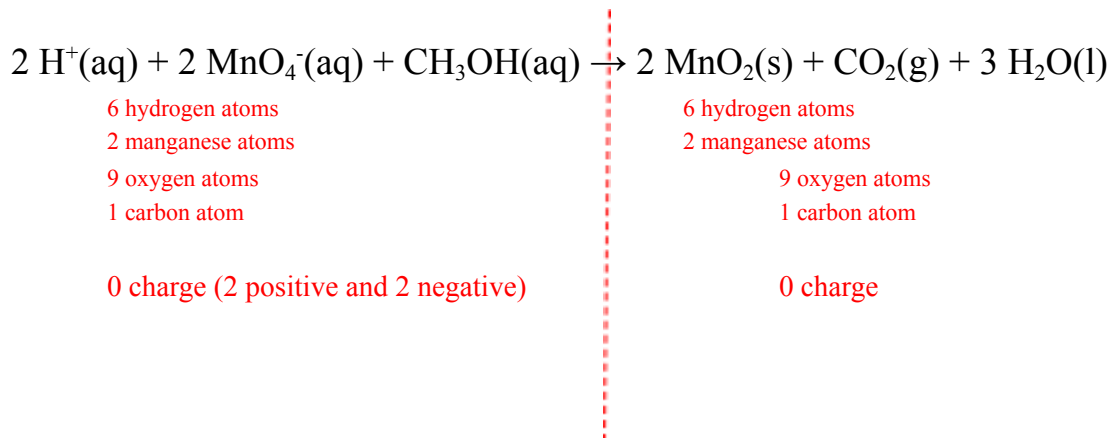 2 H⁺(aq) + 2 MnO₄⁻(aq) + CH₃OH(aq) → 2 MnO₂(s) + CO₂(g) + 3 H₂O(l)
6 hydrogen atoms
2 manganese atoms
9 oxygen atoms
1 carbon atom
0 charge (2 positive and 2 negative)
6 hydrogen atoms
2 manganese atoms
9 oxygen atoms
1 carbon atom
0 charge